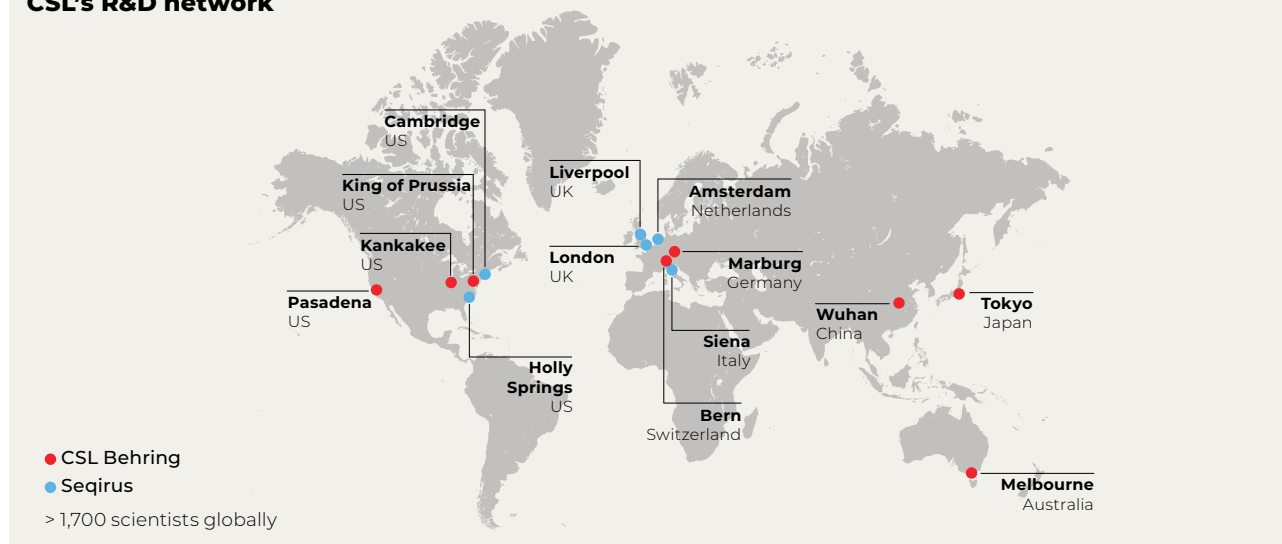 CSL's R&D network
Cambridge
US
King of Prussia
US
Kankakee
US
Pasadena
US
Holly
Springs
US
Liverpool
UK
London
UK
Amsterdam
Netherlands
Marburg
Germany
Siena
Italy
Bern
Switzerland
Wuhan
China
Tokyo
Japan
Melbourne
Australia
CSL Behring
Seqirus
> 1,700 scientists globally